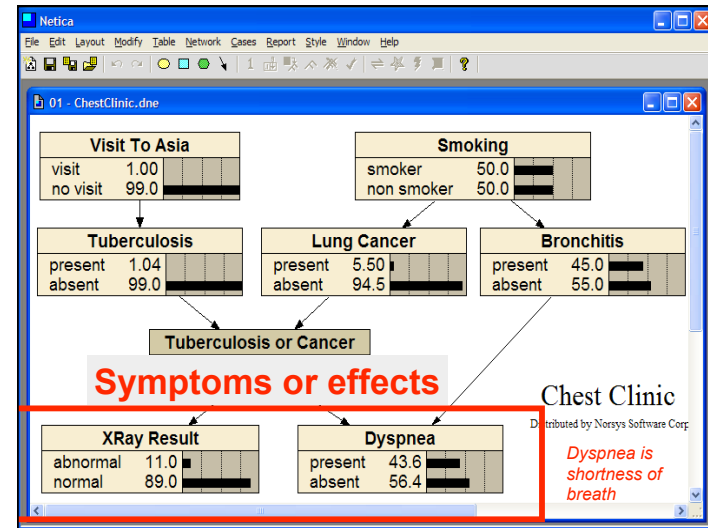 Netica
File Edit Layout Modify Table Network Cases Report Style Window Help
1
01 - ChestClinic.dne
Visit To Asia
visit 1.00
no visit 99.0
Smoking
smoker 50.0
non smoker 50.0
Tuberculosis
present 1.04
absent 99.0
Lung Cancer
present 5.50
absent 94.5
Bronchitis
present 45.0
absent 55.0
Tuberculosis or Cancer
Symptoms or effects
Chest Clinic
Distributed by Norsys Software Corp
XRay Result
abnormal 11.0
normal 89.0
Dyspnea
present 43.6
absent 56.4
Dyspnea is
shortness of
breath